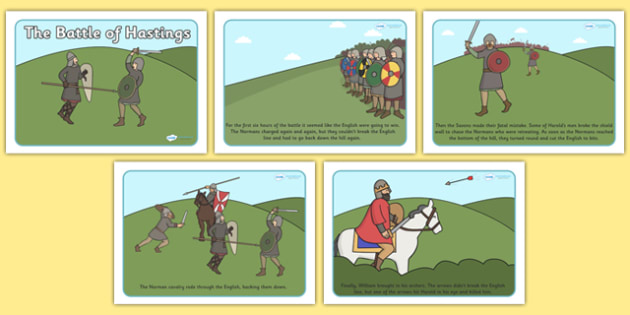 The Battle of Hastings
For the first six hours of the battle it seemed like the English were going to win.
The Normans charged again and again, but they couldn't break the English
line and had to go back down the hill again.
Then the Saxons made their fatal mistake. Some of Harold's men broke the shield
wall to chase the Normans who were retreating. As soon as the Normans reached
the bottom of the hill, they turned round and cut the English to bits.
The Norman cavalry rode through the English, hacking them down.
Finally, William brought in his archers. The arrows didn't break the English
line, but one of the arrows hit Harold in his eye and killed him.